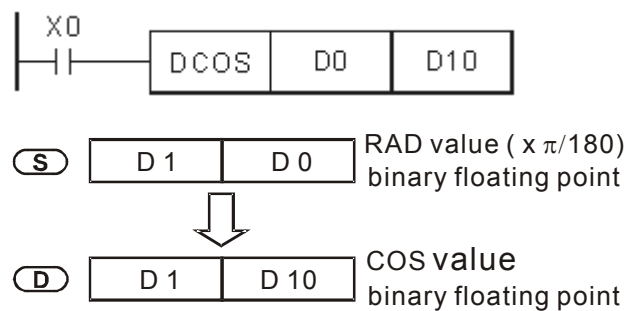 X0
DCOS D0 D10
S D 1 D 0 RAD value ( x π/180)
binary floating point
D D 1 D 10 COS value
binary floating point